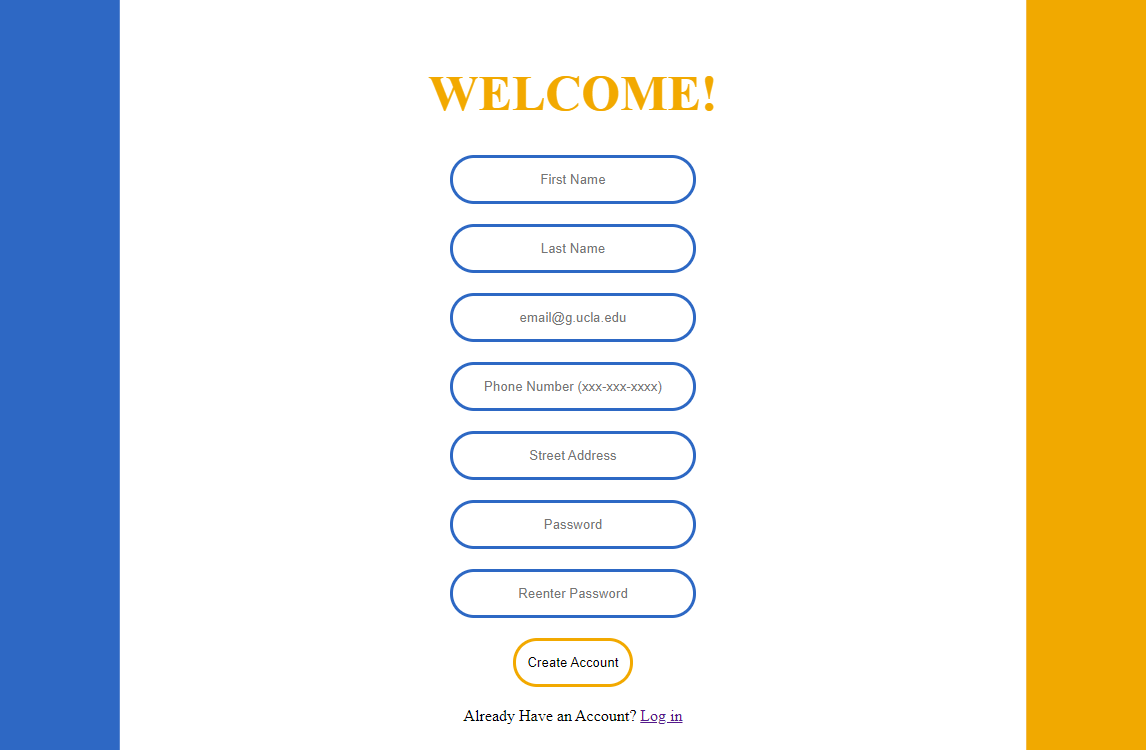 WELCOME!
First Name
Last Name
email@g.ucla.edu
Phone Number (xxx-xxx-xxxx)
Street Address
Password
Reenter Password
Create Account
Already Have an Account? Log in